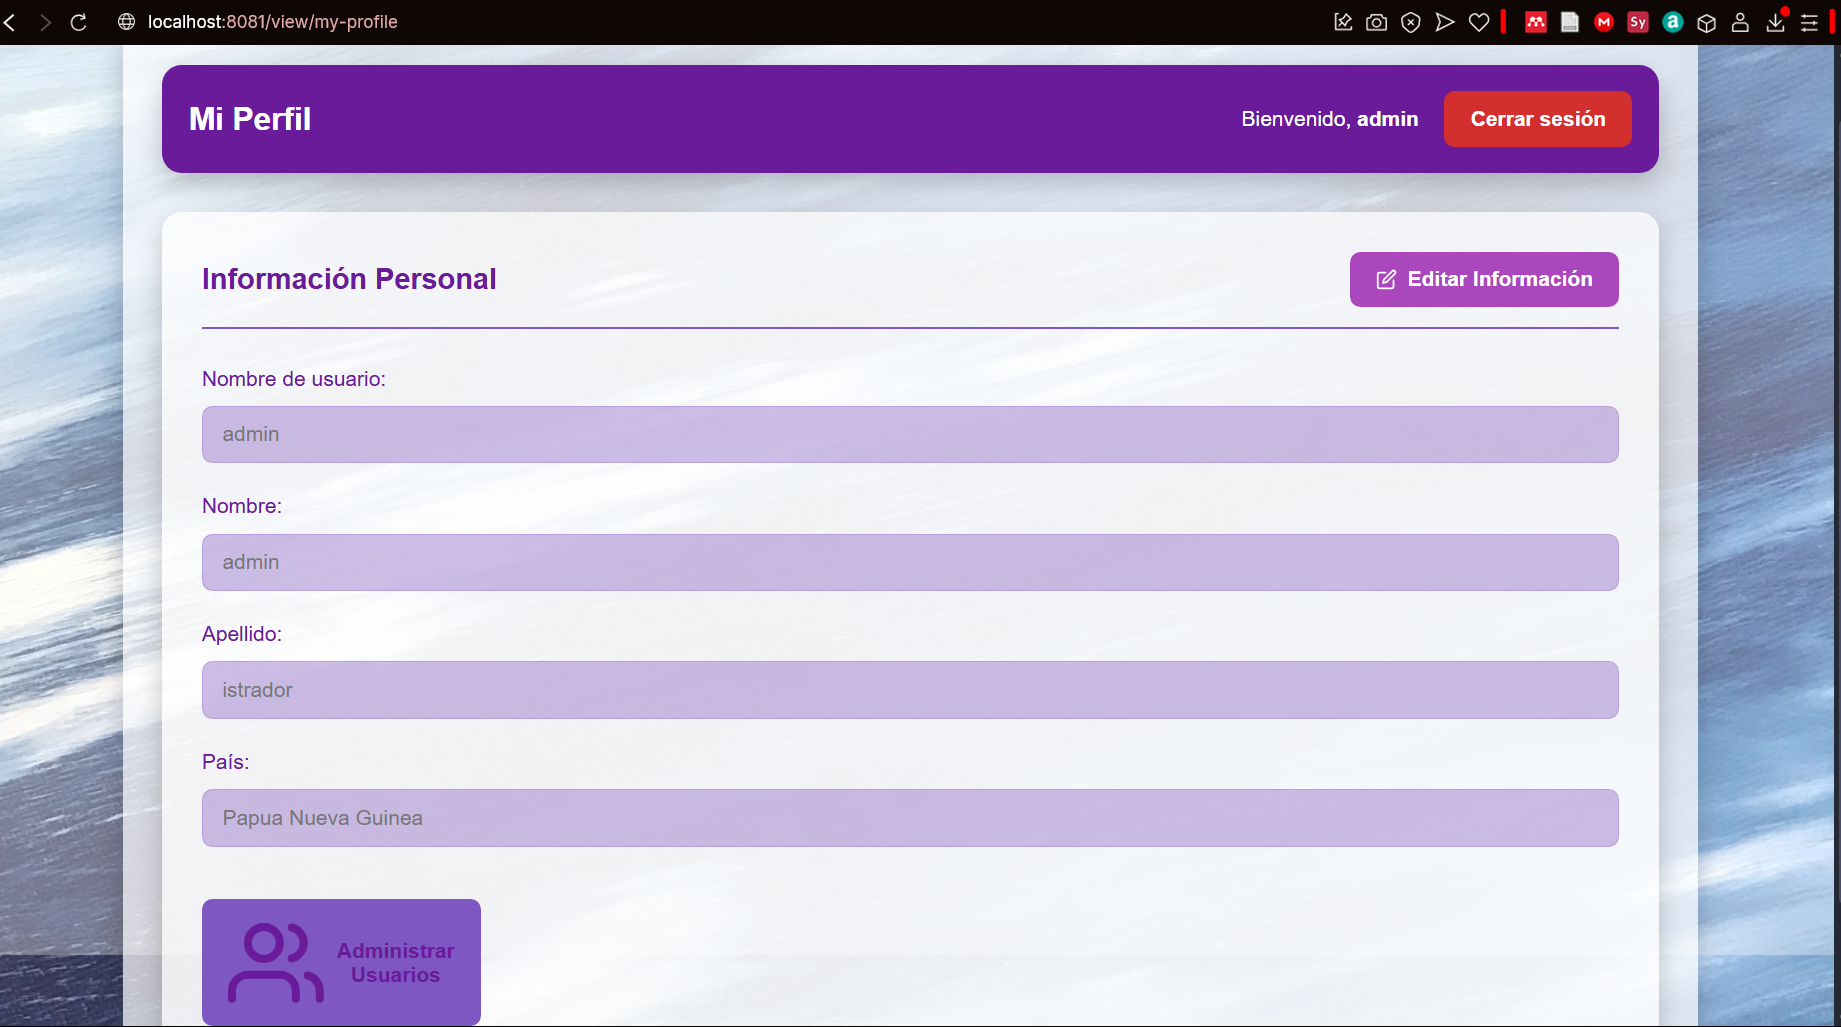 localhost:8081/view/my-profile
M
Sy
a
Mi Perfil
Bienvenido, admin
Cerrar sesión
Información Personal
Editar Información
Nombre de usuario:
admin
Nombre:
admin
Apellido:
istrador
País:
Papua Nueva Guinea
Administrar
Usuarios